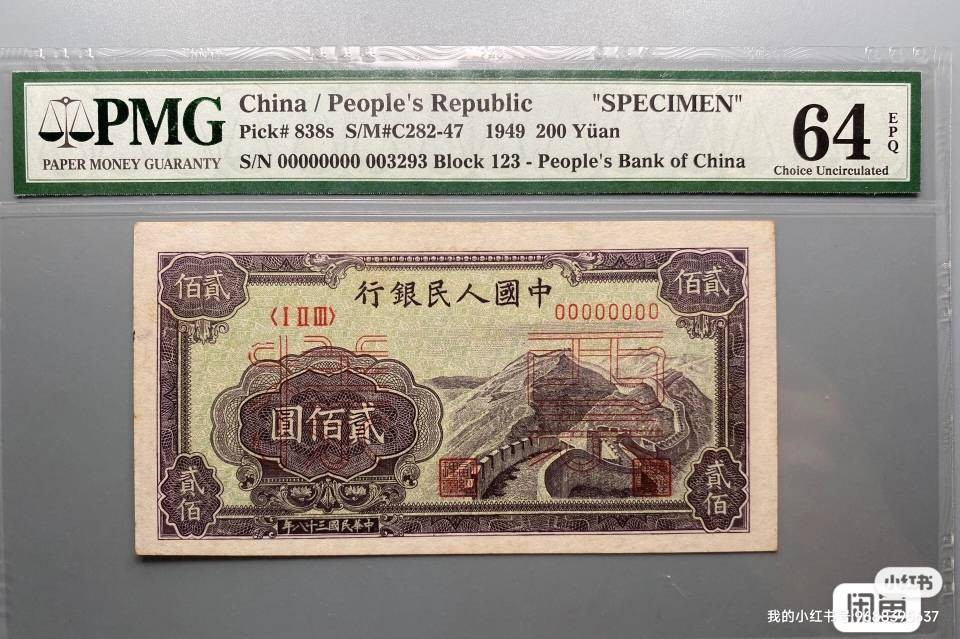 PMG
PAPER MONEY GUARANTY
China / People's Republic "SPECIMEN"
Pick# 838s S/M#C282-47 1949 200 Yüan
S/N 00000000 003293 Block 123 - People's Bank of China
64
EPQ
Choice Uncirculated
貳佰
貳佰
中國人民銀行
〈I II III〉
00000000
貳佰圓
貳佰
貳佰
中華民國三十八年
小红书
闲鱼
我的小红书号